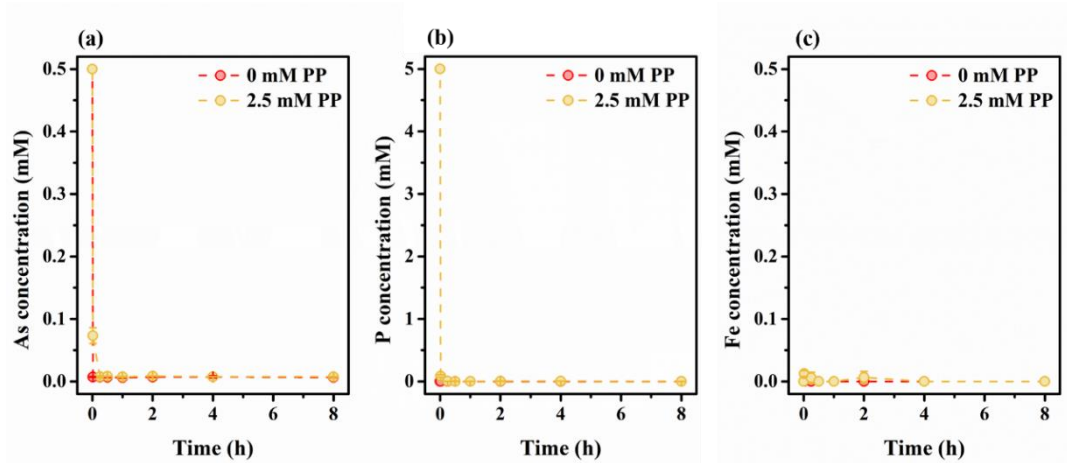 (a)
0 mM PP
2.5 mM PP
0.5
0.4
0.3
0.2
0.1
0.0
As concentration (mM)
0 2 4 6 8
Time (h)
(b)
0 mM PP
2.5 mM PP
5
4
3
2
1
0
P concentration (mM)
0 2 4 6 8
Time (h)
(c)
0 mM PP
2.5 mM PP
0.5
0.4
0.3
0.2
0.1
0.0
Fe concentration (mM)
0 2 4 6 8
Time (h)